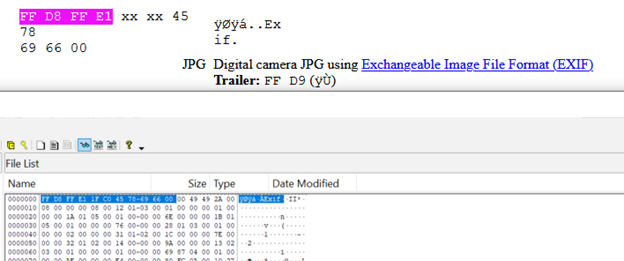 FF D8 FF E1 xx xx 45
78
69 66 00
ÿØÿá..Ex
if.
JPG Digital camera JPG using Exchangeable Image File Format (EXIF)
Trailer: FF D9 (ÿÙ)
File List
Name Size Type Date Modified
0000000 FF D8 FF E1 1F C0 45 78-69 66 00 00 49 49 2A 00 ÿØÿá·ÀExif··II*·
0000010 08 00 00 00 08 00 12 01-03 00 01 00 00 00 01 00 ················
0000020 00 00 1A 01 05 00 01 00-00 00 6E 00 00 00 1B 01 ··········n·····
0000030 05 00 01 00 00 00 76 00-00 00 28 01 03 00 01 00 ······v···(·····
0000040 00 00 02 00 00 00 31 01-02 00 1C 00 00 00 7E 00 ······1·······~·
0000050 00 00 32 01 02 00 14 00-00 00 9A 00 00 00 13 02 ··2·············
0000060 03 00 01 00 00 00 01 00-00 00 69 87 04 00 01 00 ··········i·····